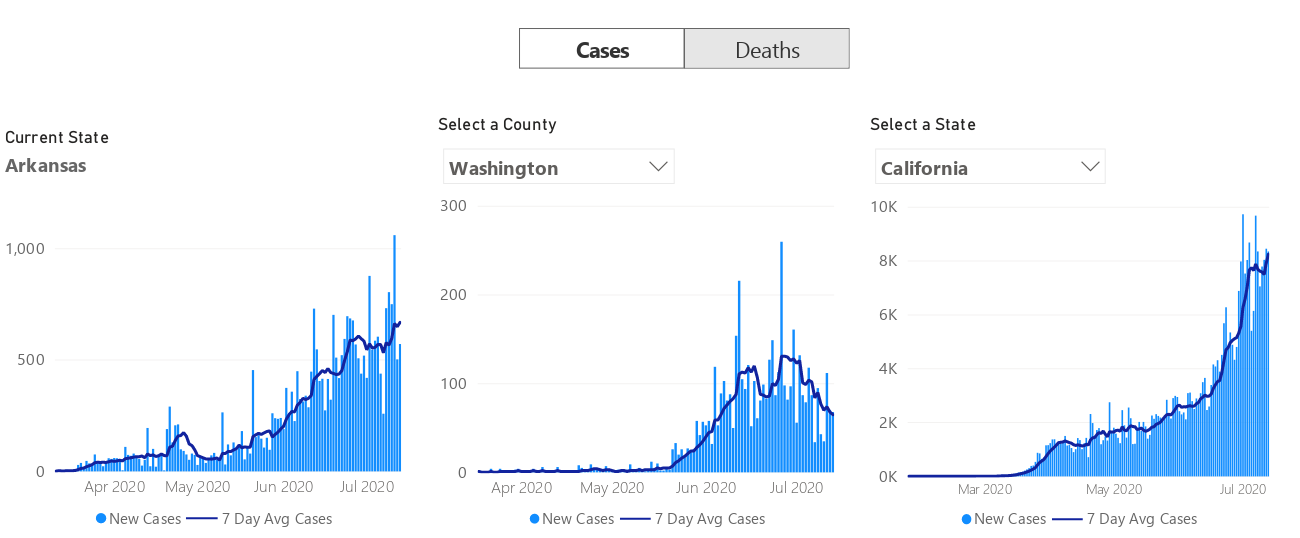 Cases Deaths
Current State
Arkansas
1,000
500
0
Apr 2020 May 2020 Jun 2020 Jul 2020
New Cases 7 Day Avg Cases
Select a County
Washington
300
200
100
0
Apr 2020 May 2020 Jun 2020 Jul 2020
New Cases 7 Day Avg Cases
Select a State
California
10K
8K
6K
4K
2K
0K
Mar 2020 May 2020 Jul 2020
New Cases 7 Day Avg Cases